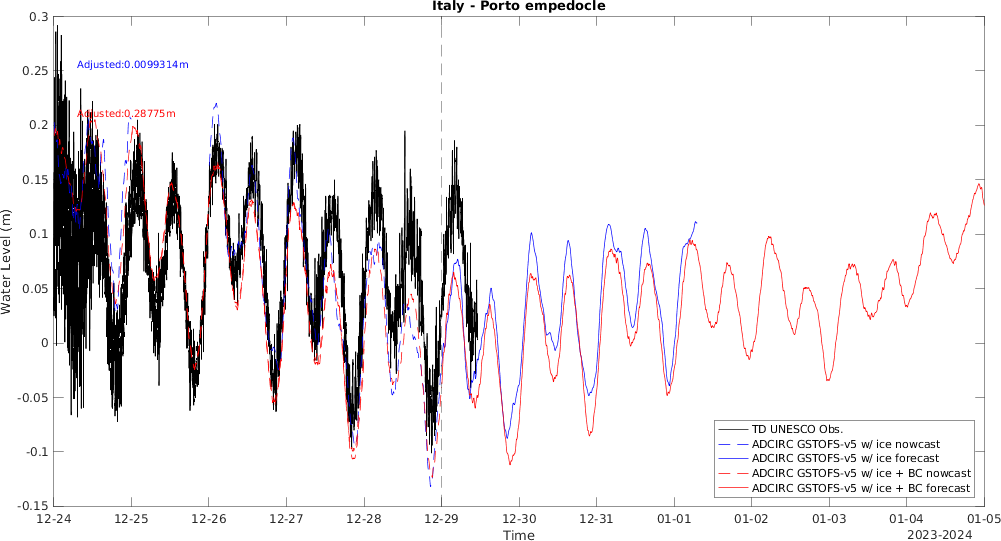 Italy - Porto empedocle
0.3
0.25
0.2
0.15
0.1
0.05
0
-0.05
-0.1
-0.15
Water Level (m)
Adjusted:0.0099314m
Adjusted:0.28775m
TD UNESCO Obs.
ADCIRC GSTOFS-v5 w/ ice nowcast
ADCIRC GSTOFS-v5 w/ ice forecast
ADCIRC GSTOFS-v5 w/ ice + BC nowcast
ADCIRC GSTOFS-v5 w/ ice + BC forecast
12-24 12-25 12-26 12-27 12-28 12-29 12-30 12-31 01-01 01-02 01-03 01-04 01-05
Time
2023-2024